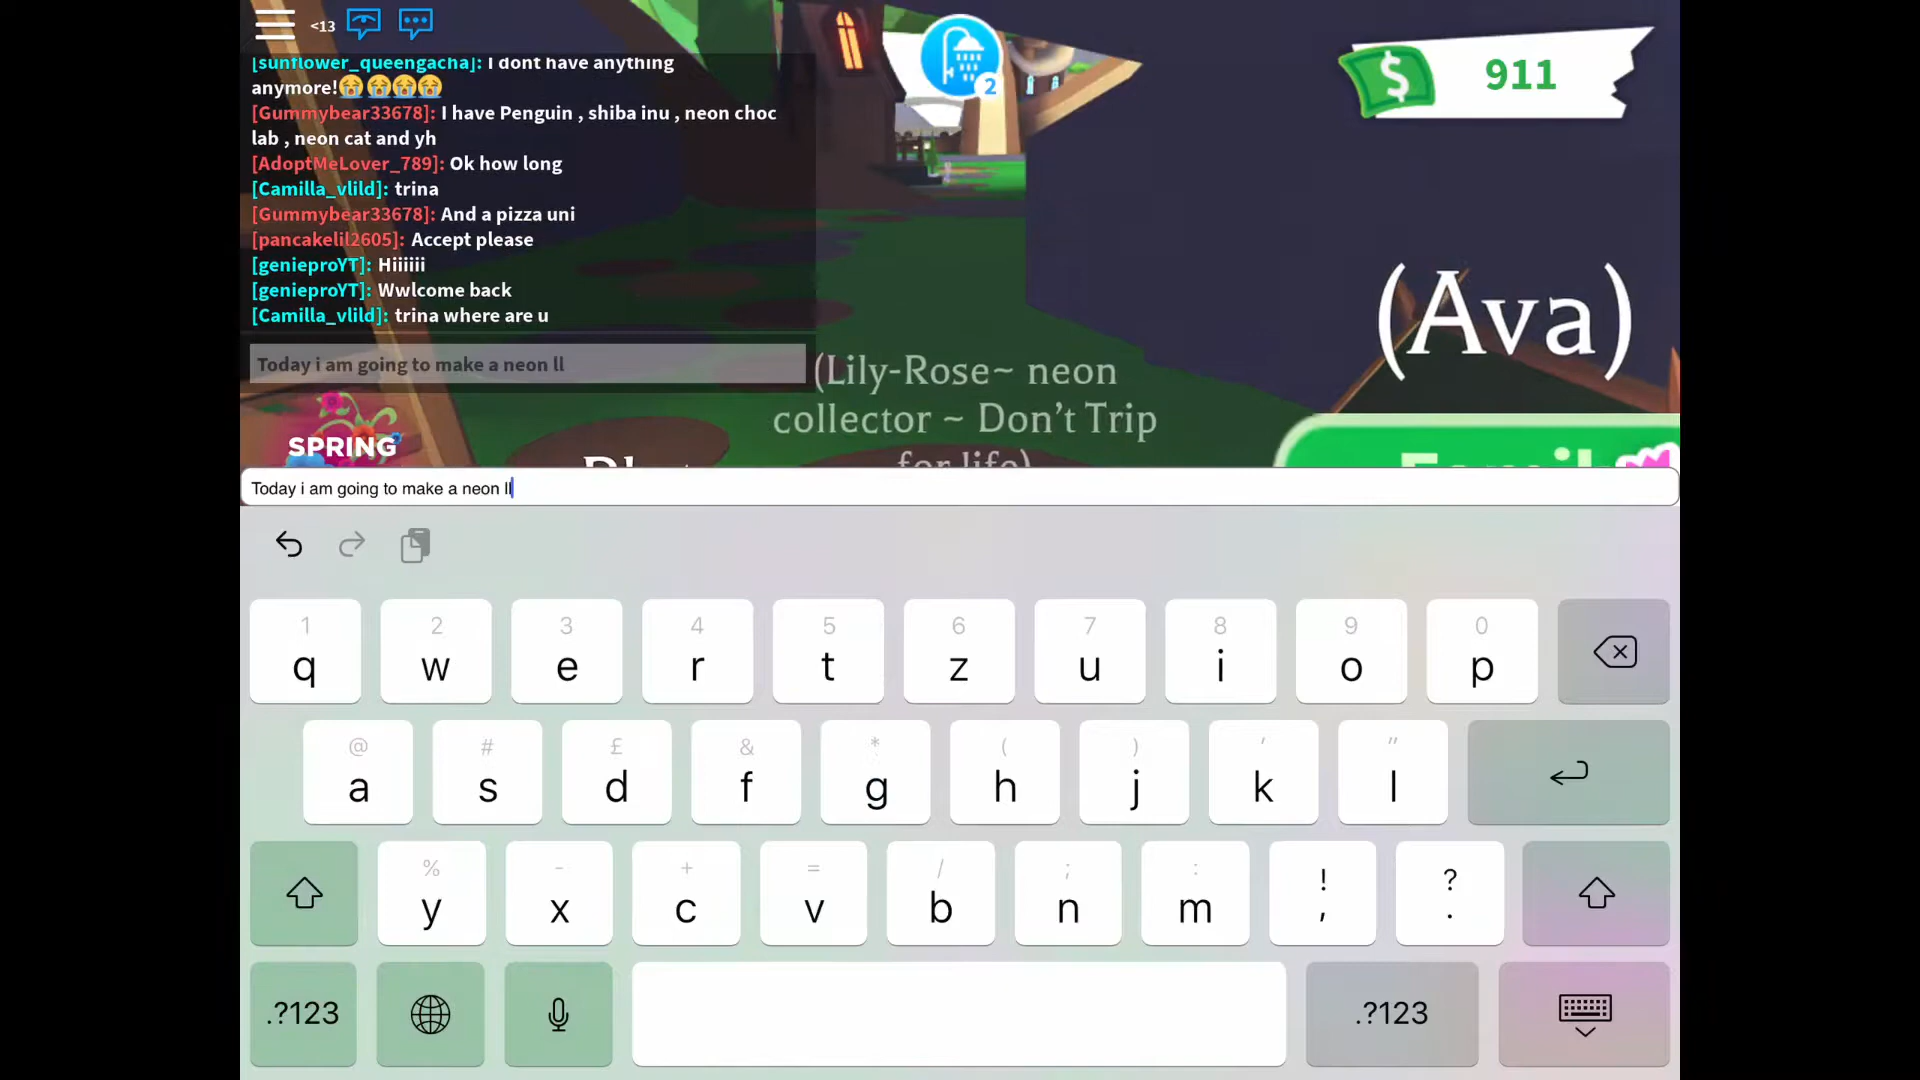 <13
[sunflower_queengacha]: I dont have anything
anymore!😭😭😭😭
[Gummybear33678]: I have Penguin , shiba inu , neon choc
lab , neon cat and yh
[AdoptMeLover_789]: Ok how long
[Camilla_vlild]: trina
[Gummybear33678]: And a pizza uni
[pancakelil2605]: Accept please
[genieproYT]: Hiiiiii
[genieproYT]: Wwlcome back
[Camilla_vlild]: trina where are u
Today i am going to make a neon ll
2
911
(Ava)
(Lily-Rose~ neon
collector ~ Don't Trip
for life)
SPRING
Today i am going to make a neon ll
1 2 3 4 5 6 7 8 9 0
q w e r t z u i o p
@ # £ & * ( ) ' "
a s d f g h j k l
% - + = / ; : ! ?
y x c v b n m , .
.?123 .?123